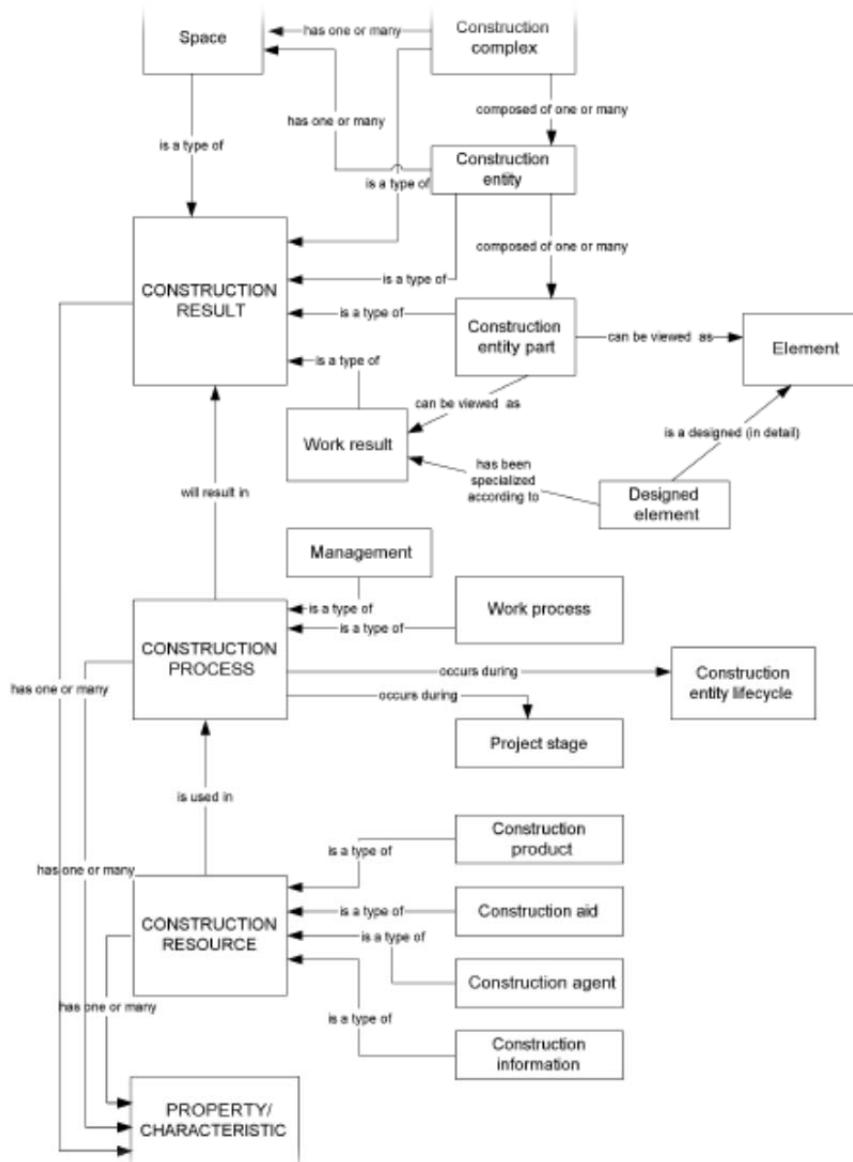 Space
has one or many
Construction
complex
composed of one or many
is a type of
has one or many
Construction
entity
is a type of
composed of one or many
CONSTRUCTION
RESULT
is a type of
is a type of
Construction
entity part
can be viewed as
Element
is a type of
can be viewed as
Work result
is a designed (in detail)
has been
specialized
according to
Designed
element
will result in
Management
is a type of
Work process
is a type of
CONSTRUCTION
PROCESS
occurs during
Construction
entity lifecycle
has one or many
occurs during
Project stage
is used in
Construction
product
is a type of
has one or many
CONSTRUCTION
RESOURCE
is a type of
Construction aid
is a type of
Construction agent
has one or many
is a type of
Construction
information
PROPERTY/
CHARACTERISTIC